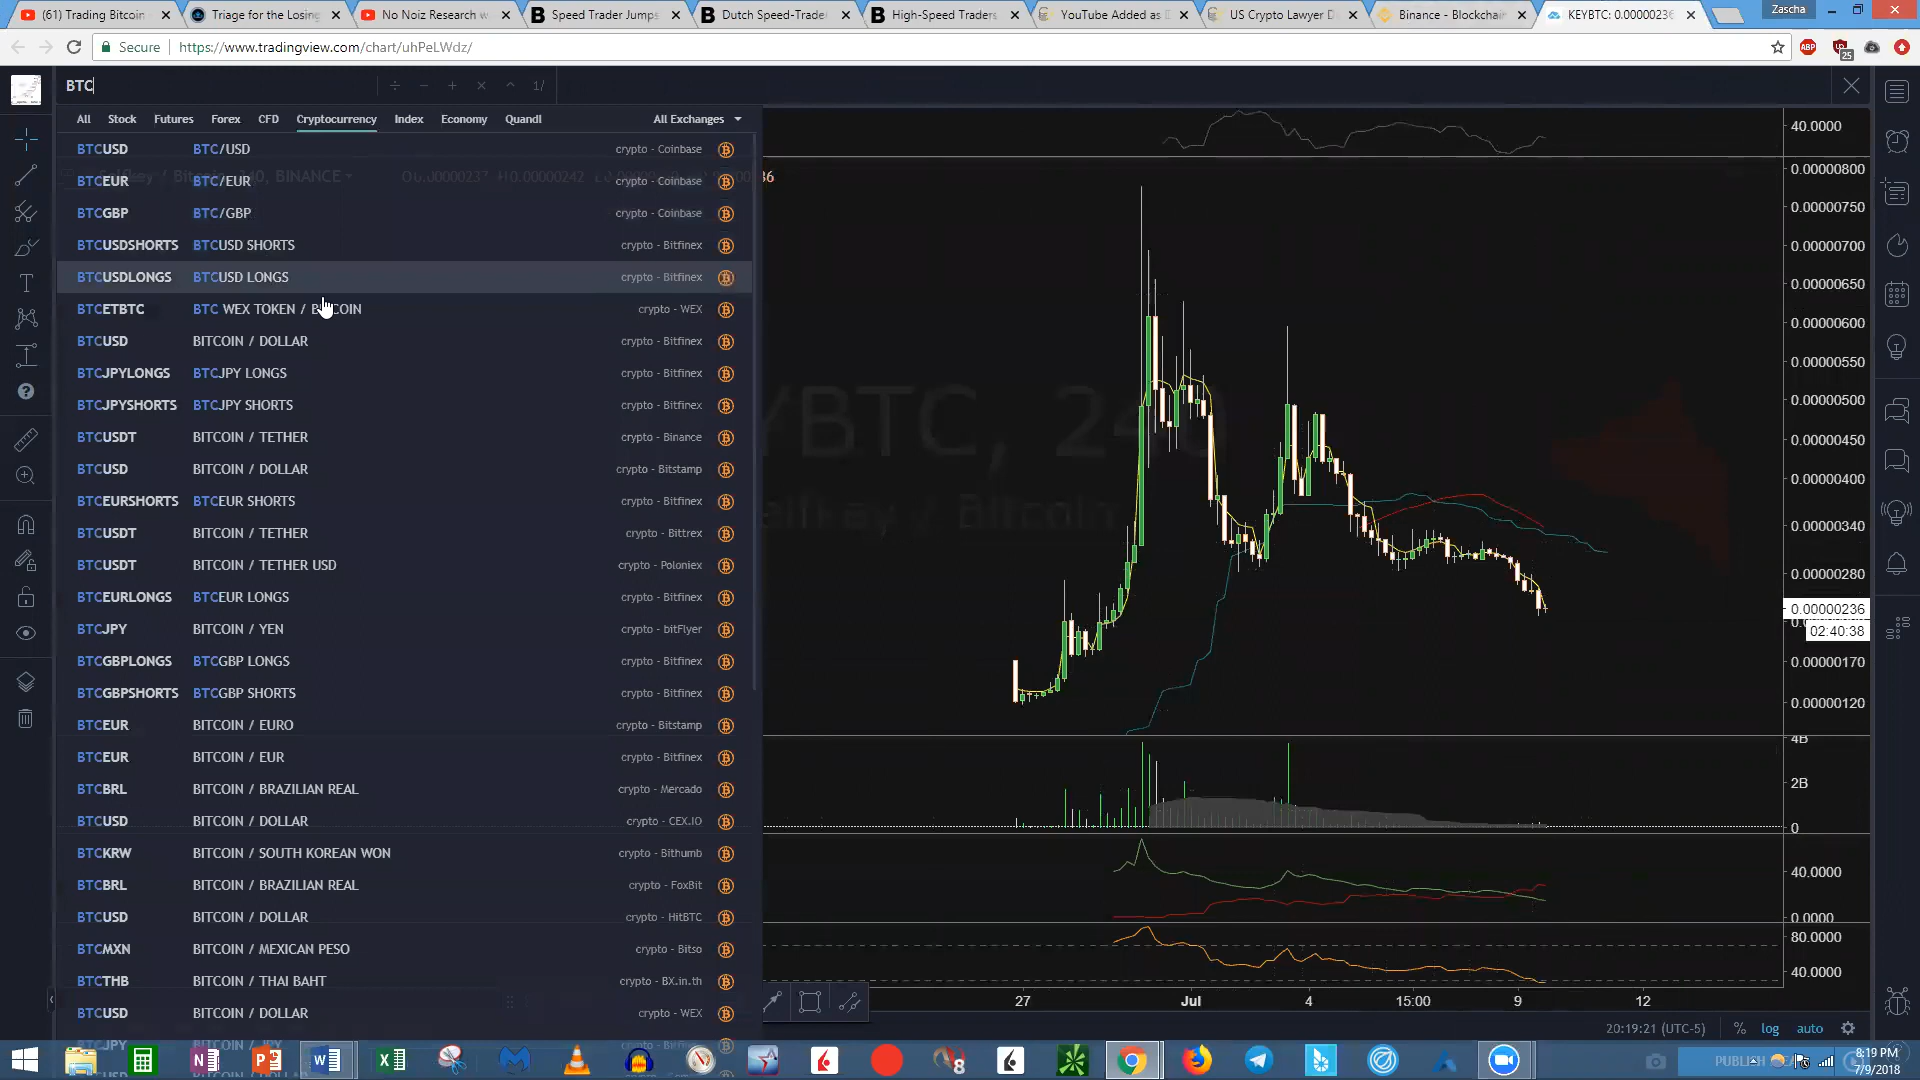 (61) Trading Bitcoin
Triage for the Losing
No Noiz Research w
Speed Trader Jumps
Dutch Speed-Trade
High-Speed Traders
YouTube Added as
US Crypto Lawyer D
Binance - Blockchain
KEYBTC: 0.00000236
Zascha
Secure
https://www.tradingview.com/chart/uhPeLWdz/
ABP
25
BTC
1/
All Stock Futures Forex CFD Cryptocurrency Index Economy Quandl All Exchanges
BTCUSD BTC/USD crypto - Coinbase
BTCEUR BTC/EUR crypto - Coinbase
BTCGBP BTC/GBP crypto - Coinbase
BTCUSDSHORTS BTCUSD SHORTS crypto - Bitfinex
BTCUSDLONGS BTCUSD LONGS crypto - Bitfinex
BTCETBTC BTC WEX TOKEN / BITCOIN crypto - WEX
BTCUSD BITCOIN / DOLLAR crypto - Bitfinex
BTCJPYLONGS BTCJPY LONGS crypto - Bitfinex
BTCJPYSHORTS BTCJPY SHORTS crypto - Bitfinex
BTCUSDT BITCOIN / TETHER crypto - Binance
BTCUSD BITCOIN / DOLLAR crypto - Bitstamp
BTCEURSHORTS BTCEUR SHORTS crypto - Bitfinex
BTCUSDT BITCOIN / TETHER crypto - Bittrex
BTCUSDT BITCOIN / TETHER USD crypto - Poloniex
BTCEURLONGS BTCEUR LONGS crypto - Bitfinex
BTCJPY BITCOIN / YEN crypto - bitFlyer
BTCGBPLONGS BTCGBP LONGS crypto - Bitfinex
BTCGBPSHORTS BTCGBP SHORTS crypto - Bitfinex
BTCEUR BITCOIN / EURO crypto - Bitstamp
BTCEUR BITCOIN / EUR crypto - Bitfinex
BTCBRL BITCOIN / BRAZILIAN REAL crypto - Mercado
BTCUSD BITCOIN / DOLLAR crypto - CEX.IO
BTCKRW BITCOIN / SOUTH KOREAN WON crypto - Bithumb
BTCBRL BITCOIN / BRAZILIAN REAL crypto - FoxBit
BTCUSD BITCOIN / DOLLAR crypto - HitBTC
BTCMXN BITCOIN / MEXICAN PESO crypto - Bitso
BTCTHB BITCOIN / THAI BAHT crypto - BX.in.th
BTCUSD BITCOIN / DOLLAR crypto - WEX
YBTC, 240
elfKey / Bitcoin
40.0000
0.00000800
0.00000750
0.00000700
0.00000650
0.00000600
0.00000550
0.00000500
0.00000450
0.00000400
0.00000340
0.00000280
0.00000236
02:40:38
0.00000170
0.00000120
4B
2B
0
40.0000
0.0000
80.0000
40.0000
27 Jul 4 15:00 9 12
20:19:21 (UTC-5) % log auto
8:19 PM
7/9/2018